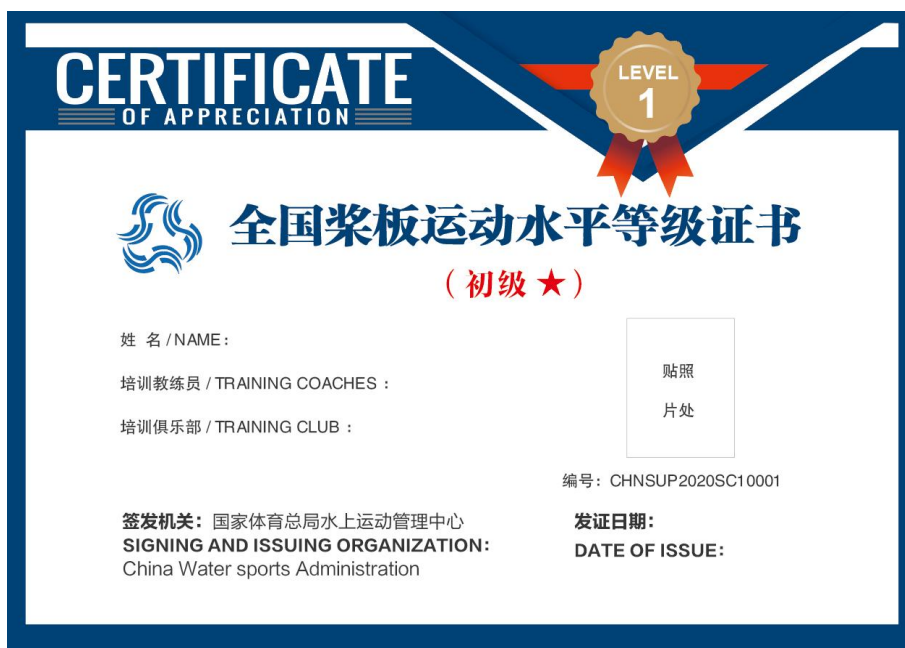 CERTIFICATE
OF APPRECIATION
LEVEL
1
全国桨板运动水平等级证书
（初级 ★）
姓 名 / NAME：
培训教练员 / TRAINING COACHES ：
培训俱乐部 / TRAINING CLUB ：
贴照
片处
编号：CHNSUP2020SC10001
签发机关：国家体育总局水上运动管理中心
SIGNING AND ISSUING ORGANIZATION:
China Water sports Administration
发证日期：
DATE OF ISSUE: